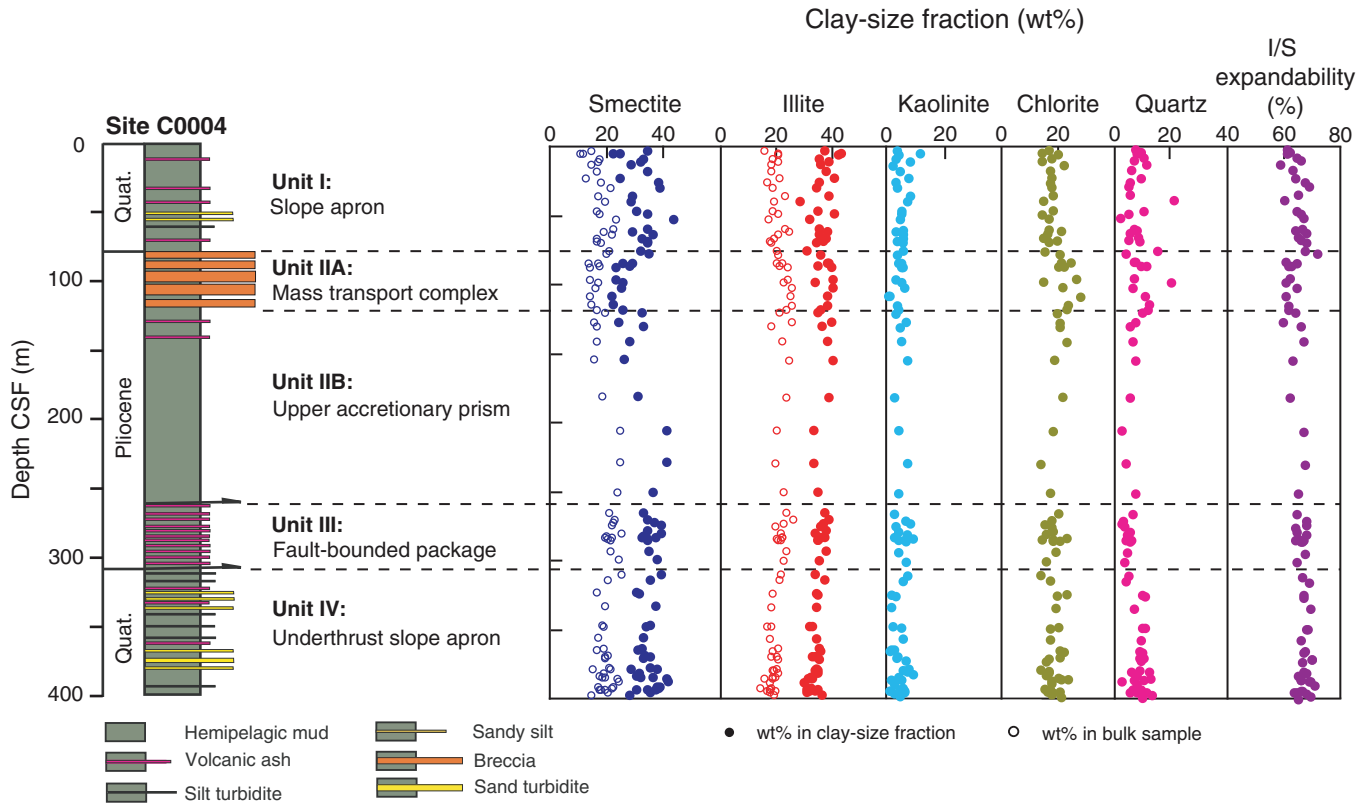 Clay-size fraction (wt%)
I/S
expandability
(%)
Smectite
Illite
Kaolinite
Chlorite
Quartz
Site C0004
0 20 40
0 20 40
0 20
0 20
0 20
40 60 80
Depth CSF (m)
0
100
200
300
400
Quat.
Pliocene
Quat.
Unit I:
Slope apron
Unit IIA:
Mass transport complex
Unit IIB:
Upper accretionary prism
Unit III:
Fault-bounded package
Unit IV:
Underthrust slope apron
Hemipelagic mud
Volcanic ash
Silt turbidite
Sandy silt
Breccia
Sand turbidite
wt% in clay-size fraction
wt% in bulk sample